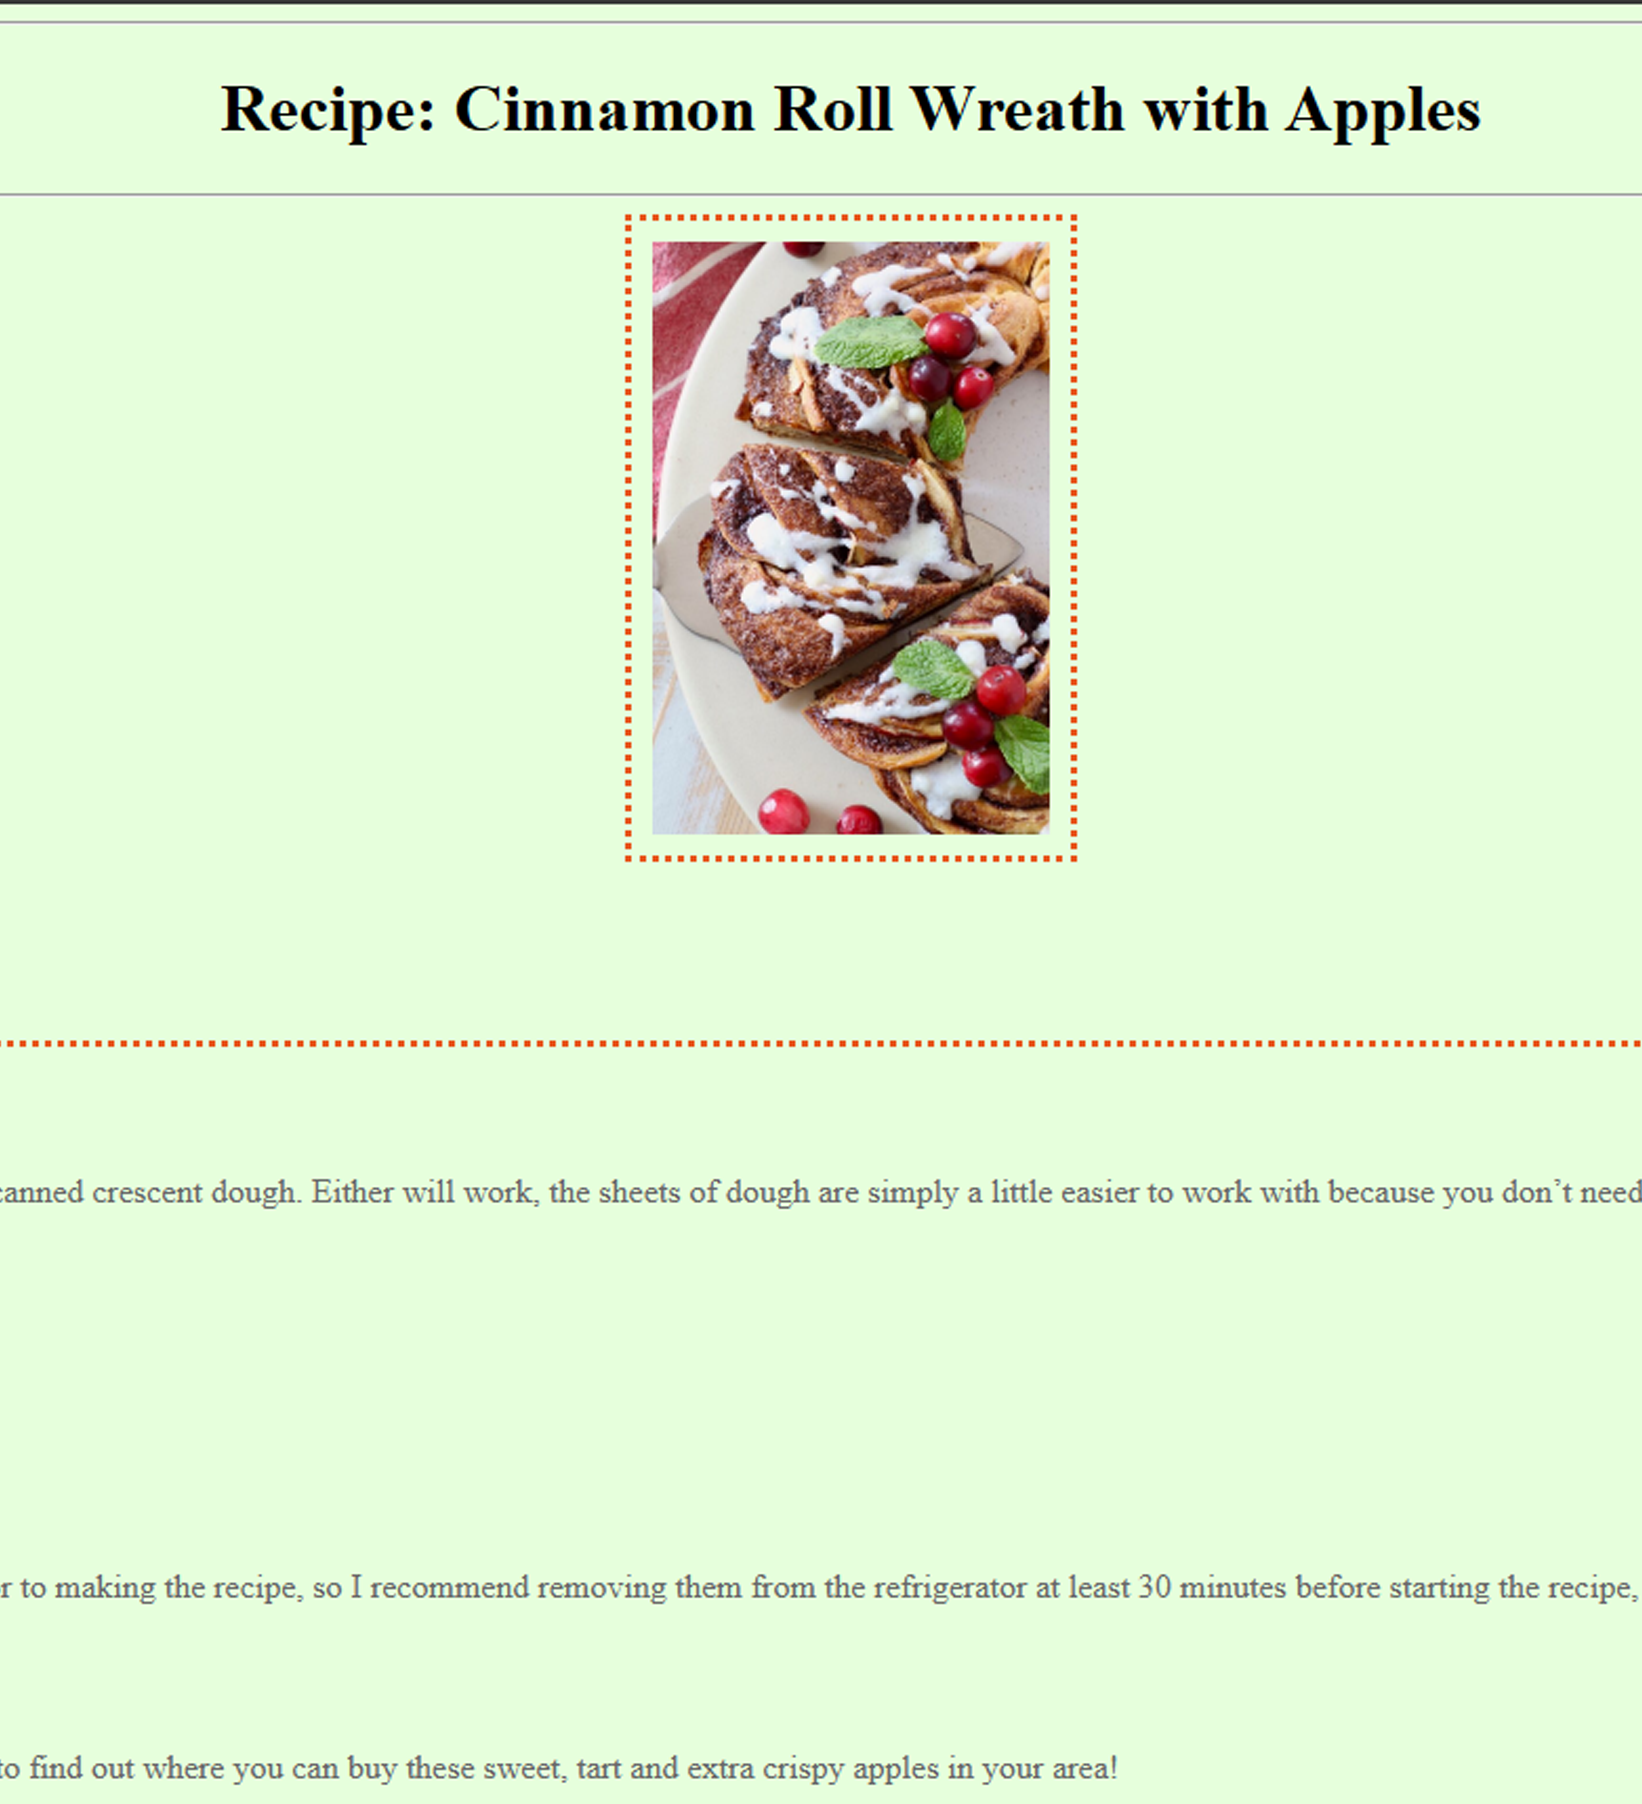 Recipe: Cinnamon Roll Wreath with Apples
canned crescent dough. Either will work, the sheets of dough are simply a little easier to work with because you don’t need
to making the recipe, so I recommend removing them from the refrigerator at least 30 minutes before starting the recipe,
to find out where you can buy these sweet, tart and extra crispy apples in your area!